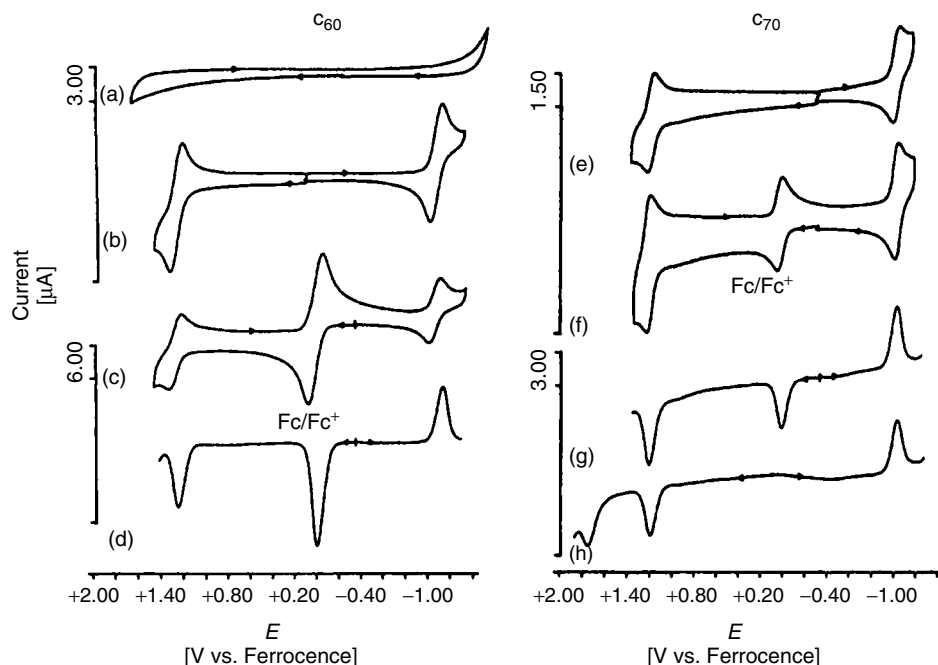 c60
c70
3.00
(a)
(b)
(c)
6.00
Fc/Fc+
(d)
Current
[µA]
+2.00 +1.40 +0.80 +0.20 −0.40 −1.00
E
[V vs. Ferrocence]
1.50
(e)
Fc/Fc+
(f)
3.00
(g)
(h)
+2.00 +1.40 +0.80 +0.20 −0.40 −1.00
E
[V vs. Ferrocence]